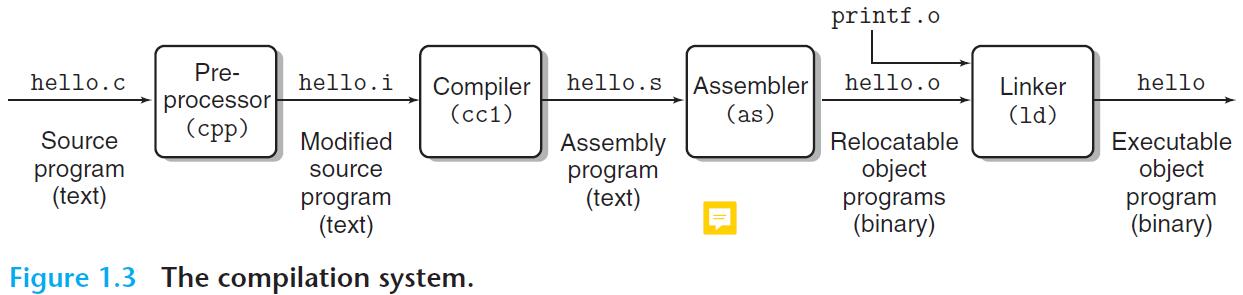 printf.o
hello.c
Pre-
processor
(cpp)
hello.i
Compiler
(cc1)
hello.s
Assembler
(as)
hello.o
Linker
(ld)
hello
Source
program
(text)
Modified
source
program
(text)
Assembly
program
(text)
Relocatable
object
programs
(binary)
Executable
object
program
(binary)
Figure 1.3 The compilation system.